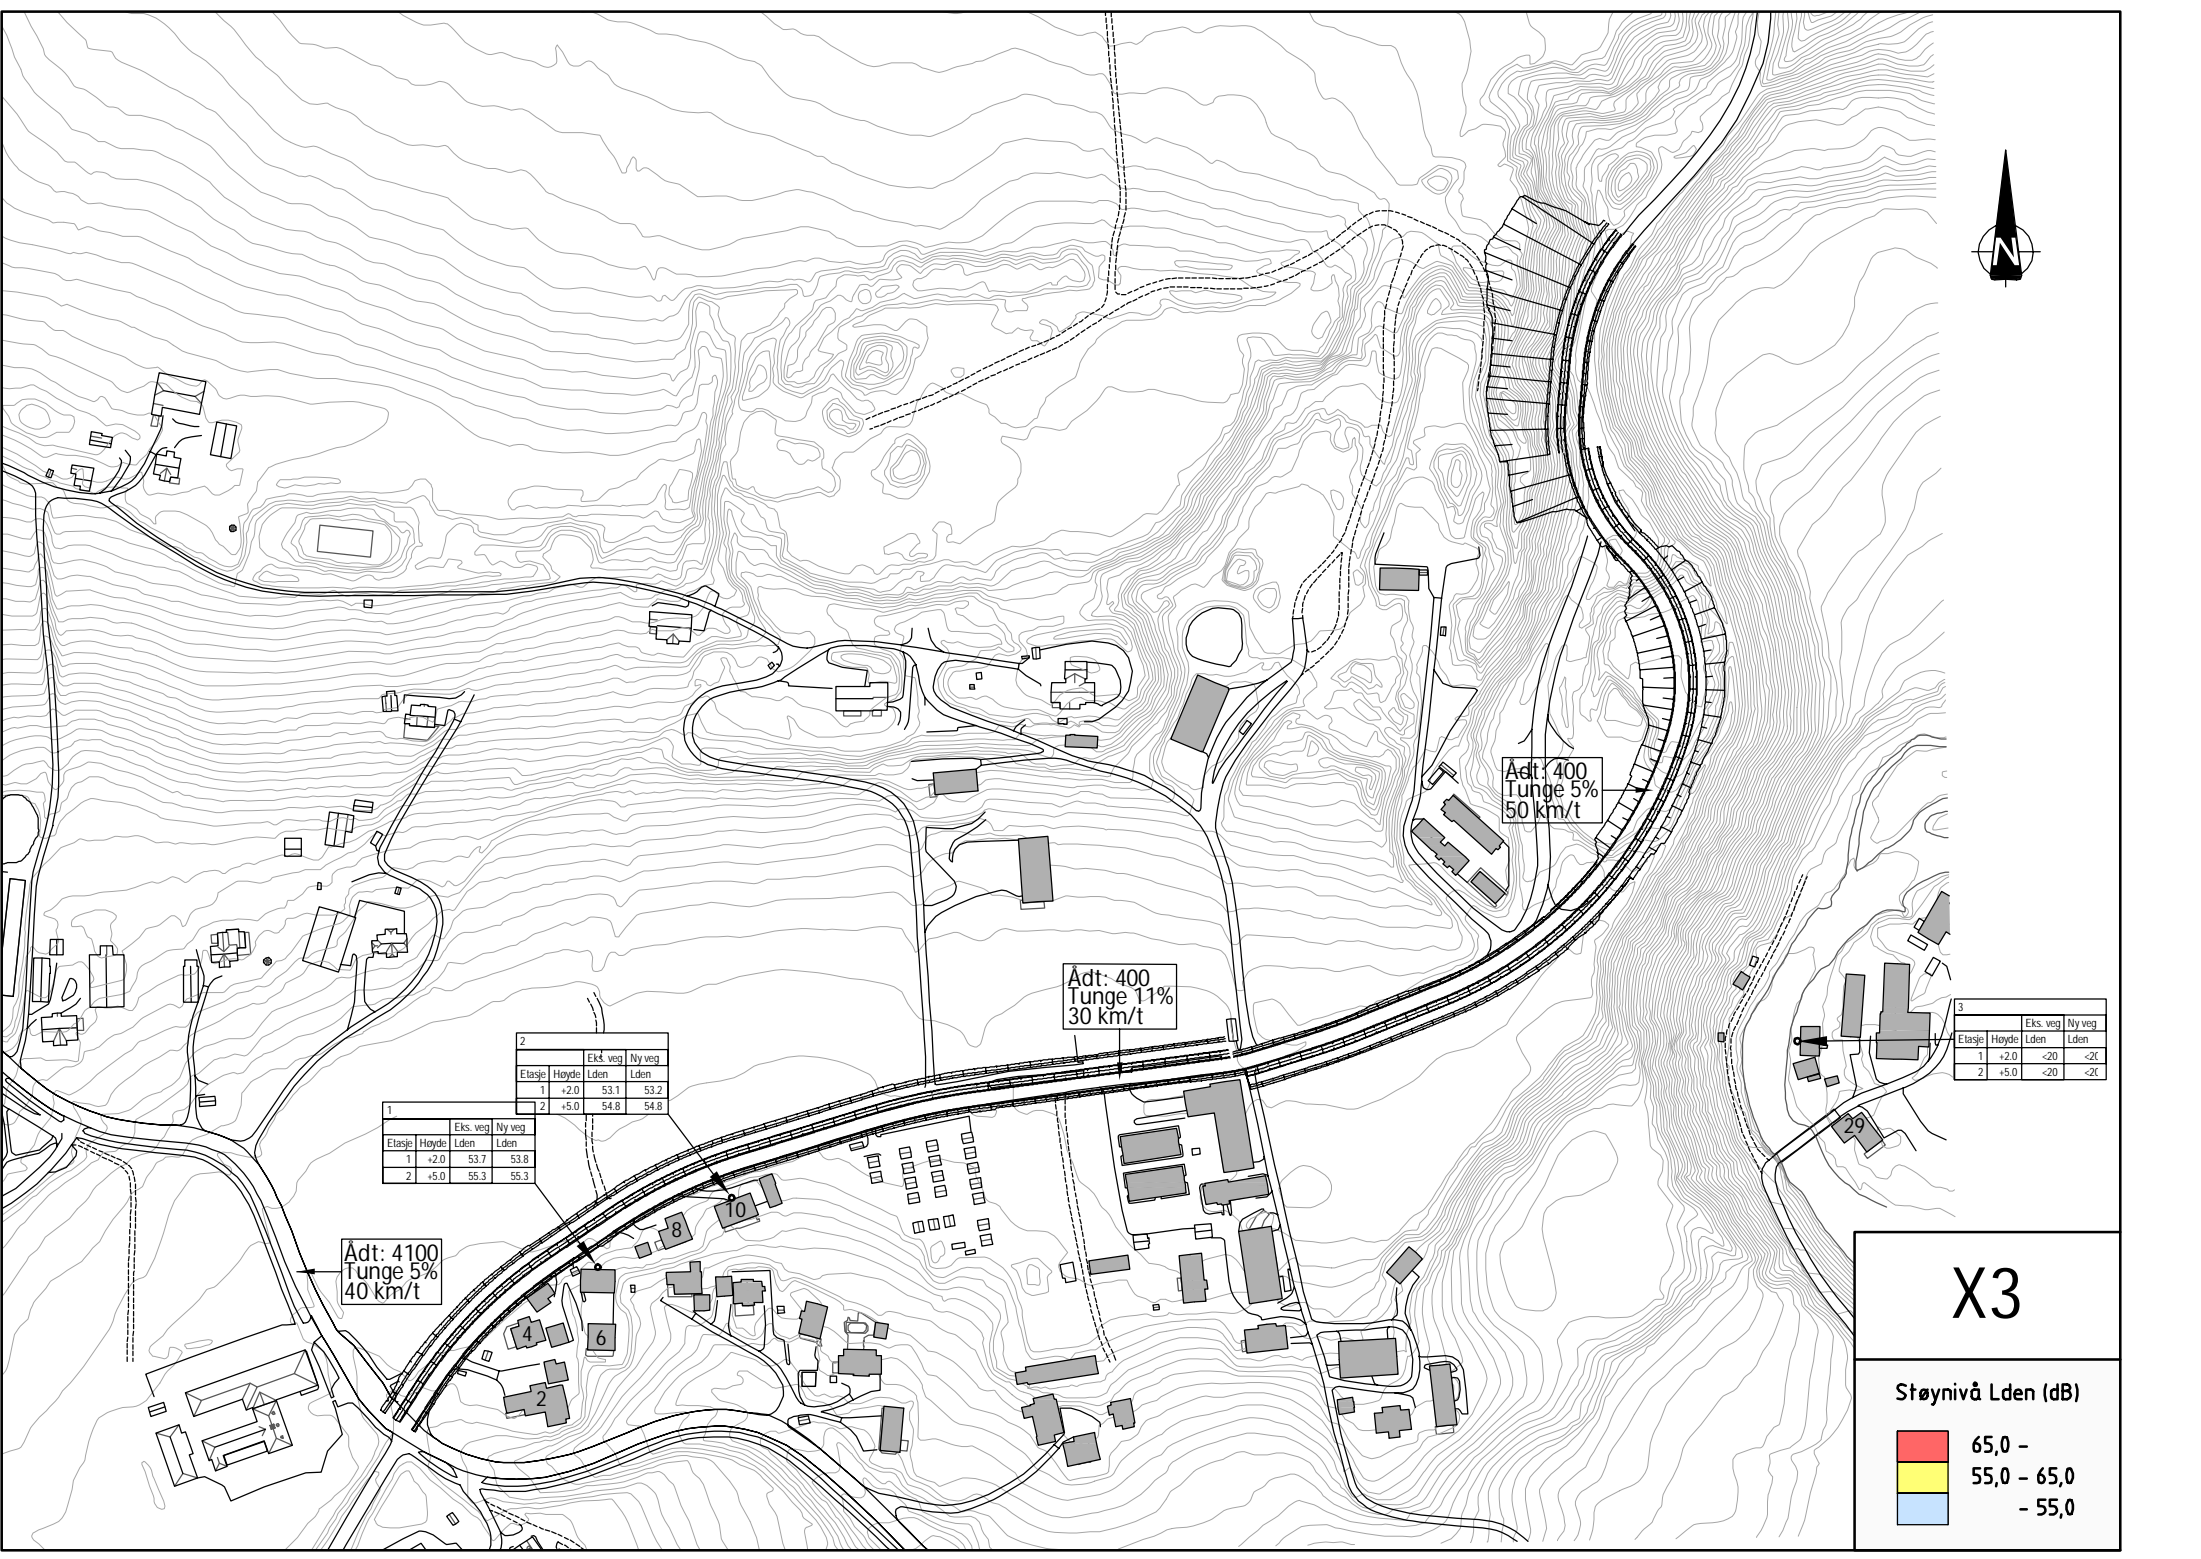 N
Ådt: 400
Tunge 5%
50 km/t
Ådt: 400
Tunge 11%
30 km/t
2
Eks. veg Ny veg
Etasje Høyde Lden Lden
1 +2.0 53.1 53.2
2 +5.0 54.8 54.8
3
Eks. veg Ny veg
Etasje Høyde Lden Lden
1 +2.0 <20 <20
2 +5.0 <20 <20
1
Eks. veg Ny veg
Etasje Høyde Lden Lden
1 +2.0 53.7 53.8
2 +5.0 55.3 55.3
29
10
8
Ådt: 4100
Tunge 5%
40 km/t
4
6
2
X3
Støynivå Lden (dB)
65,0 -
55,0 - 65,0
- 55,0